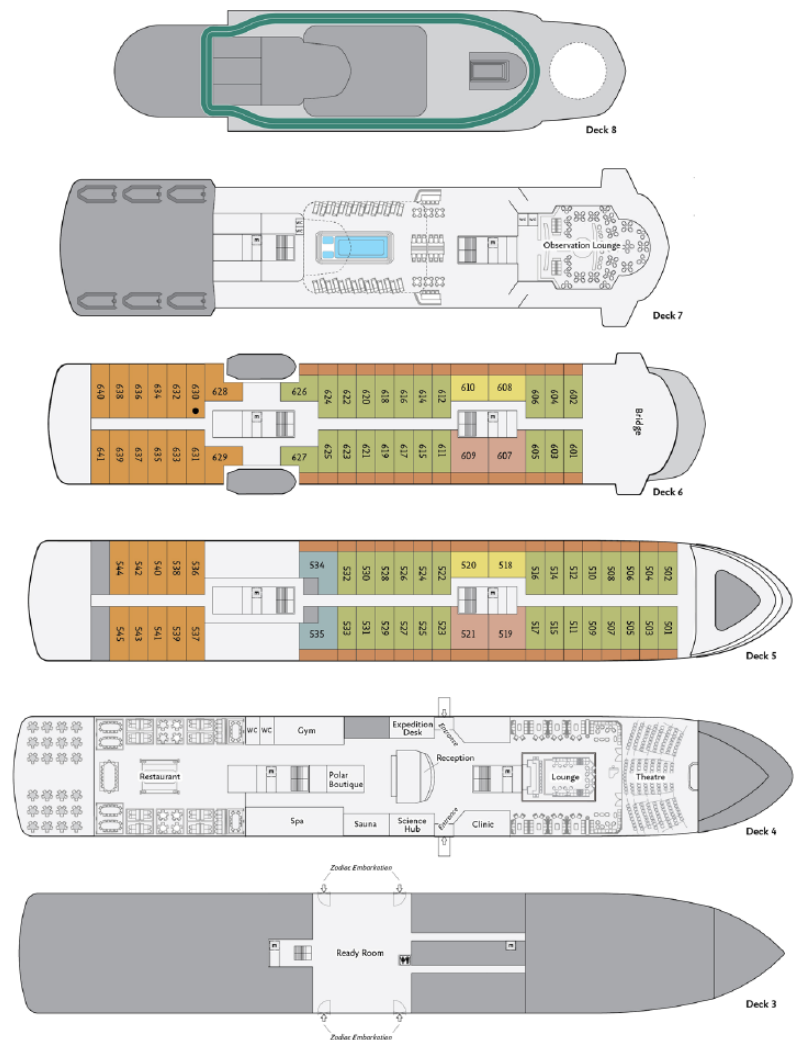 Deck 8
Observation Lounge
Deck 7
640 638 636 634 632 630 628 626 624 622 620 618 616 614 612 610 608 606 604 602
Bridge
641 639 637 635 633 631 629 627 625 623 621 619 617 615 611 609 607 605 603 601
Deck 6
544 542 540 538 536 534 532 530 528 526 524 522 520 518 516 514 512 510 508 506 504 502
545 543 541 539 537 535 533 531 529 527 525 523 521 519 517 515 511 509 507 505 503 501
Deck 5
WC WC Gym
Expedition
Desk
Entrance
Reception
Restaurant
Polar
Boutique
Lounge
Theatre
Spa
Sauna
Science
Hub
Entrance
Clinic
Deck 4
Zodiac Embarkation
Ready Room
Deck 3
Zodiac Embarkation